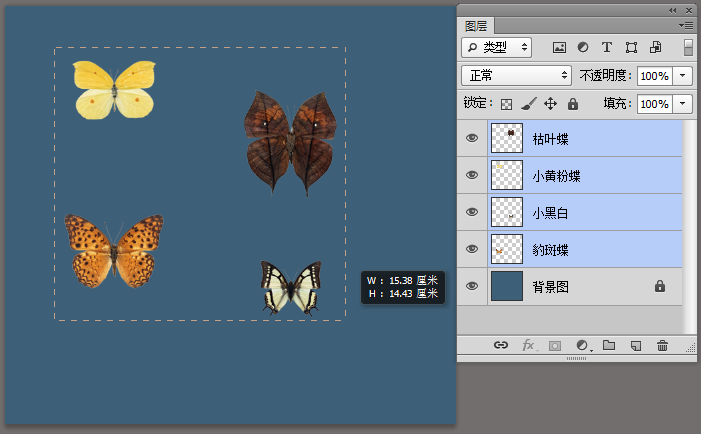 图层
类型
T
正常 不透明度: 100%
锁定: 填充: 100%
枯叶蝶
小黄粉蝶
小黑白
豹斑蝶
背景图
W : 15.38 厘米
H : 14.43 厘米
fx